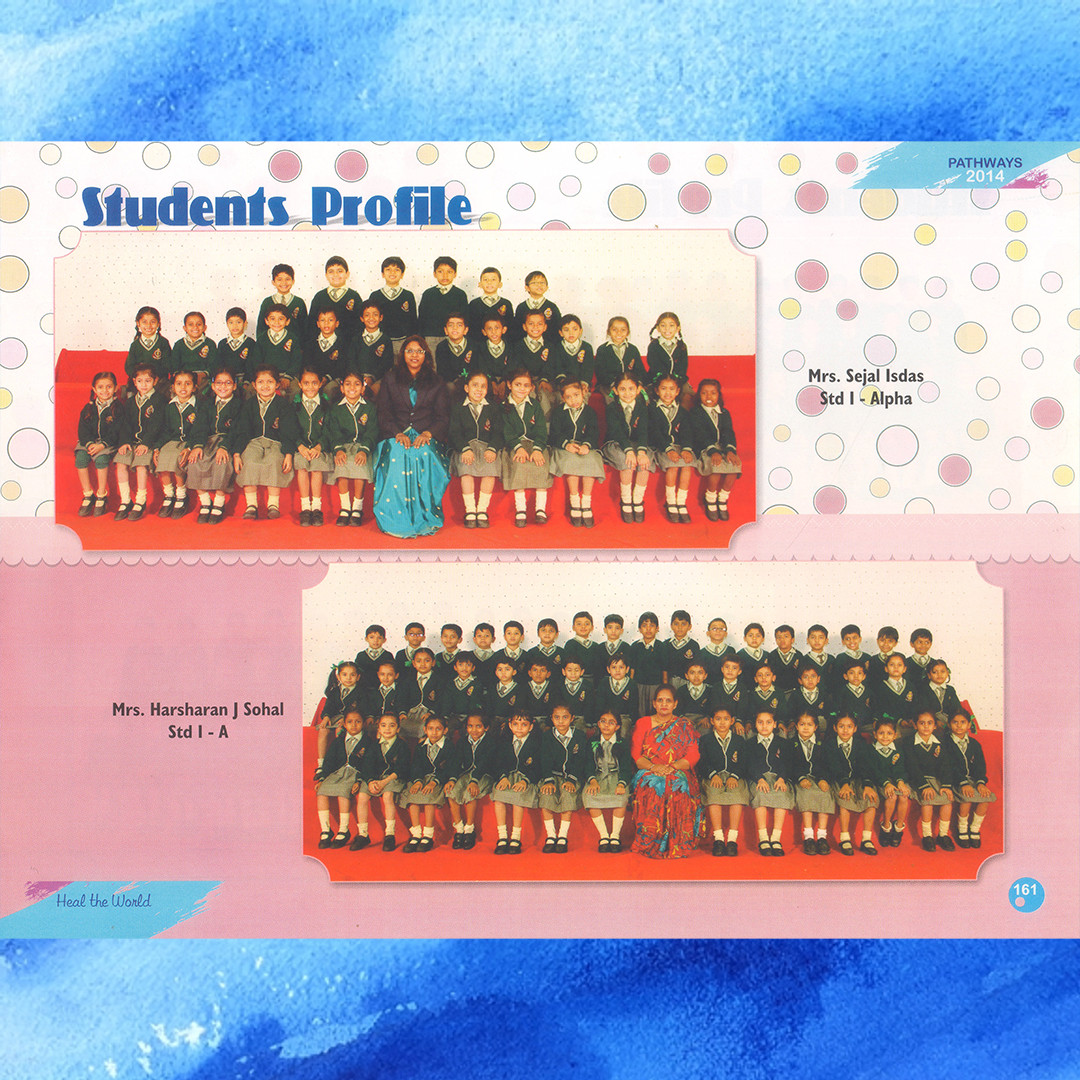 PATHWAYS
2014
Students Profile
Mrs. Sejal Isdas
Std I - Alpha
Mrs. Harsharan J Sohal
Std I - A
Heal the World
161